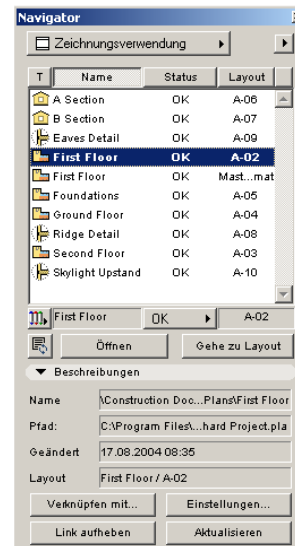 Navigator
Zeichnungsverwendung
T Name Status Layout
A Section OK A-06
B Section OK A-07
Eaves Detail OK A-09
First Floor OK A-02
First Floor OK Mast...mat
Foundations OK A-05
Ground Floor OK A-04
Ridge Detail OK A-08
Second Floor OK A-03
Skylight Upstand OK A-10
First Floor OK A-02
Öffnen Gehe zu Layout
Beschreibungen
Name \Construction Doc...Plans\First Floor
Pfad: C:\Program Files\...hard Project.pla
Geändert 17.08.2004 08:35
Layout First Floor / A-02
Verknüpfen mit... Einstellungen...
Link aufheben Aktualisieren